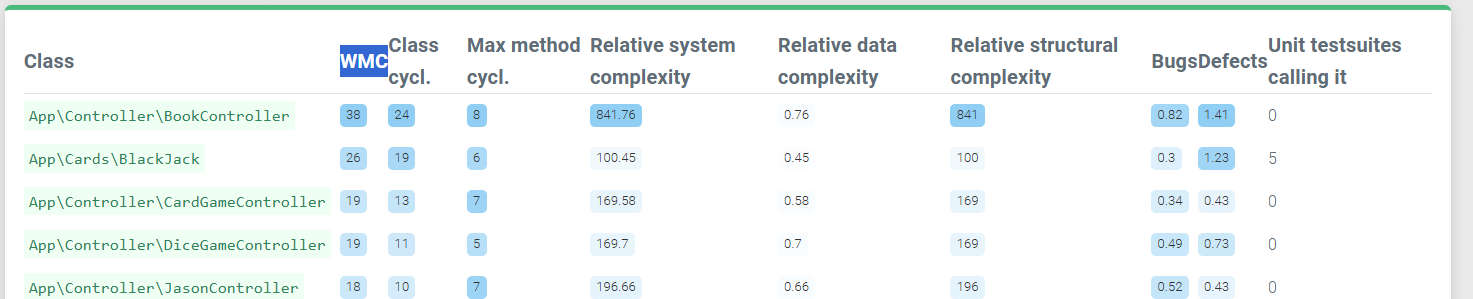 Class WMC Class cycl. Max method cycl. Relative system complexity Relative data complexity Relative structural complexity Bugs Defects Unit testsuites calling it
App\Controller\BookController 38 24 8 841.76 0.76 841 0.82 1.41 0
App\Cards\BlackJack 26 19 6 100.45 0.45 100 0.3 1.23 5
App\Controller\CardGameController 19 13 7 169.58 0.58 169 0.34 0.43 0
App\Controller\DiceGameController 19 11 5 169.7 0.7 169 0.49 0.73 0
App\Controller\JasonController 18 10 7 196.66 0.66 196 0.52 0.43 0